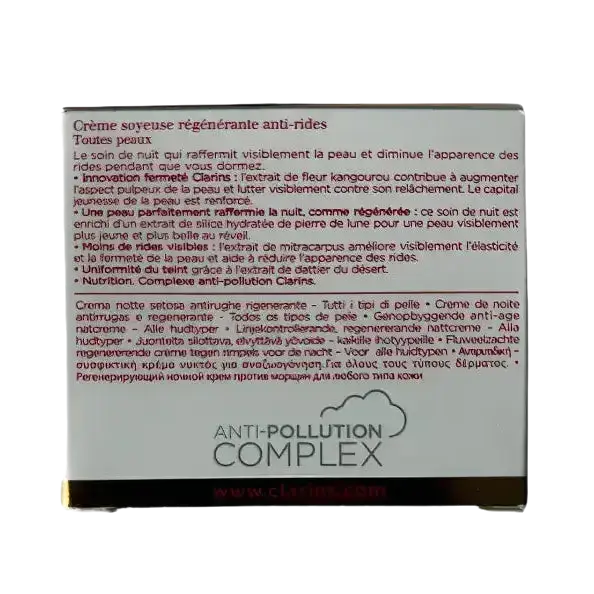 Crème soyeuse régénérante anti-rides
Toutes peaux
Le soin de nuit qui raffermit visiblement la peau et diminue l'apparence des
rides pendant que vous dormez.
• Innovation fermeté Clarins : l'extrait de fleur kangourou contribue à augmenter
l'aspect pulpeux de la peau et lutter visiblement contre son relâchement. Le capital
jeunesse de la peau est renforcé.
• Une peau parfaitement raffermie la nuit, comme régénérée : ce soin de nuit est
enrichi d'un extrait de silice hydratée de pierre de lune pour une peau visiblement
plus jeune et plus belle au réveil.
• Moins de rides visibles : l'extrait de mitracarpus améliore visiblement l'élasticité
et la fermeté de la peau et aide à réduire l'apparence des rides.
• Uniformité du teint grâce à l'extrait de dattier du désert.
• Nutrition. Complexe anti-pollution Clarins.
Crema notte setosa antirughe rigenerante - Tutti i tipi di pelle • Creme de noite
antirrugas e regenerante - Todos os tipos de pele • Genopbyggende anti-age
natcreme - Alle hudtyper • Linjekontrollerande, regenererande nattcreme - Alla
hudtyper • Juonteita silottava, elvyttävä yövoide - kaikille ihotyypeille • Fluweelzachte
regenererende crème tegen rimpels voor de nacht - Voor alle huidtypen • Αντιρυτιδική -
συσφικτική κρέμα νυκτός για αναζωογόνηση. Για όλους τους τύπους δέρματος. •
Регенерирующий ночной крем против морщин для любого типа кожи
ANTI-POLLUTION
COMPLEX
www.clarins.com